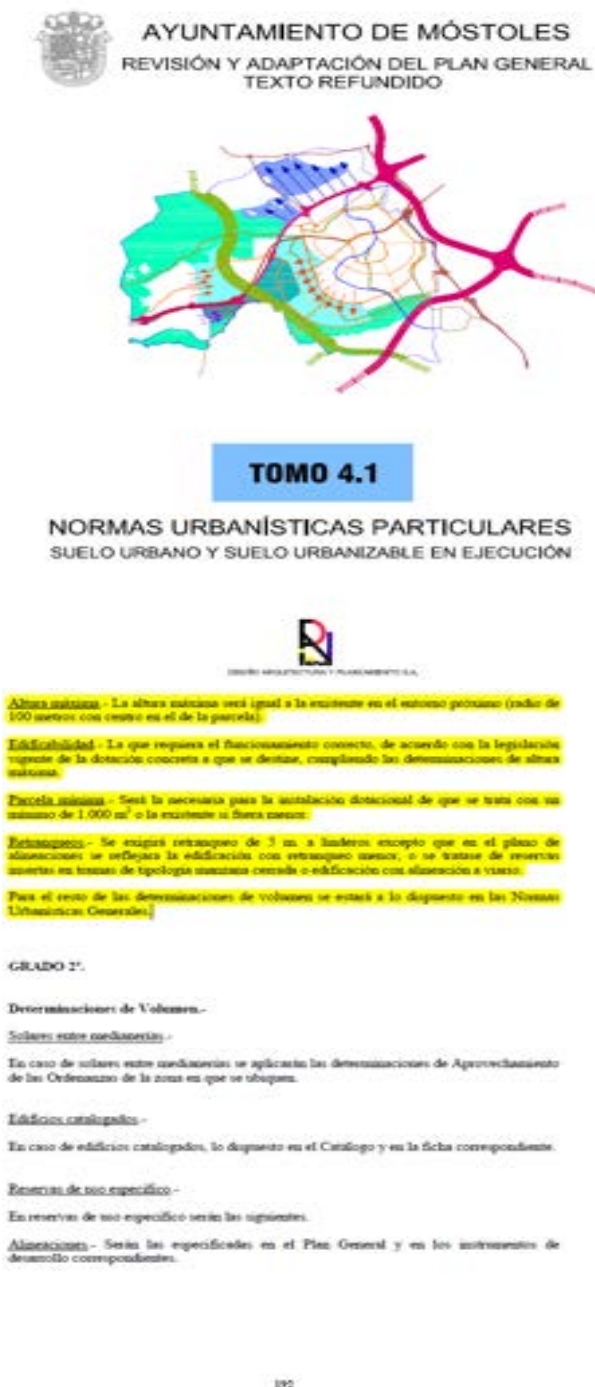 AYUNTAMIENTO DE MÓSTOLES
REVISIÓN Y ADAPTACIÓN DEL PLAN GENERAL
TEXTO REFUNDIDO
TOMO 4.1
NORMAS URBANÍSTICAS PARTICULARES
SUELO URBANO Y SUELO URBANIZABLE EN EJECUCIÓN
DISEÑO ARQUITECTURA Y PLANEAMIENTO S.A.
Altura máxima.- La altura máxima será igual a la existente en el entorno próximo (radio de
100 metros con centro en el de la parcela).
Edificabilidad.- La que requiera el funcionamiento correcto, de acuerdo con la legislación
vigente de la dotación concreta a que se destine, cumpliendo las determinaciones de altura
máxima.
Parcela mínima.- Será la necesaria para la instalación dotacional de que se trata con un
mínimo de 1.000 m² o la existente si fuera menor.
Retranqueos.- Se exigirá retranqueo de 3 m. a linderos excepto que en el plano de
alineaciones se reflejara la edificación con retranqueo menor, o se tratase de reservas
insertas en tramas de tipología manzana cerrada o edificación con alineación a viario.
Para el resto de las determinaciones de volumen se estará a lo dispuesto en las Normas
Urbanísticas Generales.
GRADO 2º.
Determinaciones de Volumen.-
Solares entre medianerías.-
En caso de solares entre medianerías se aplicarán las determinaciones de Aprovechamiento
de las Ordenanzas de la zona en que se ubiquen.
Edificios catalogados.-
En caso de edificios catalogados, lo dispuesto en el Catálogo y en la ficha correspondiente.
Reservas de uso específico.-
En reservas de uso específico serán las siguientes.
Alineaciones.- Serán las especificadas en el Plan General y en los instrumentos de
desarrollo correspondientes.